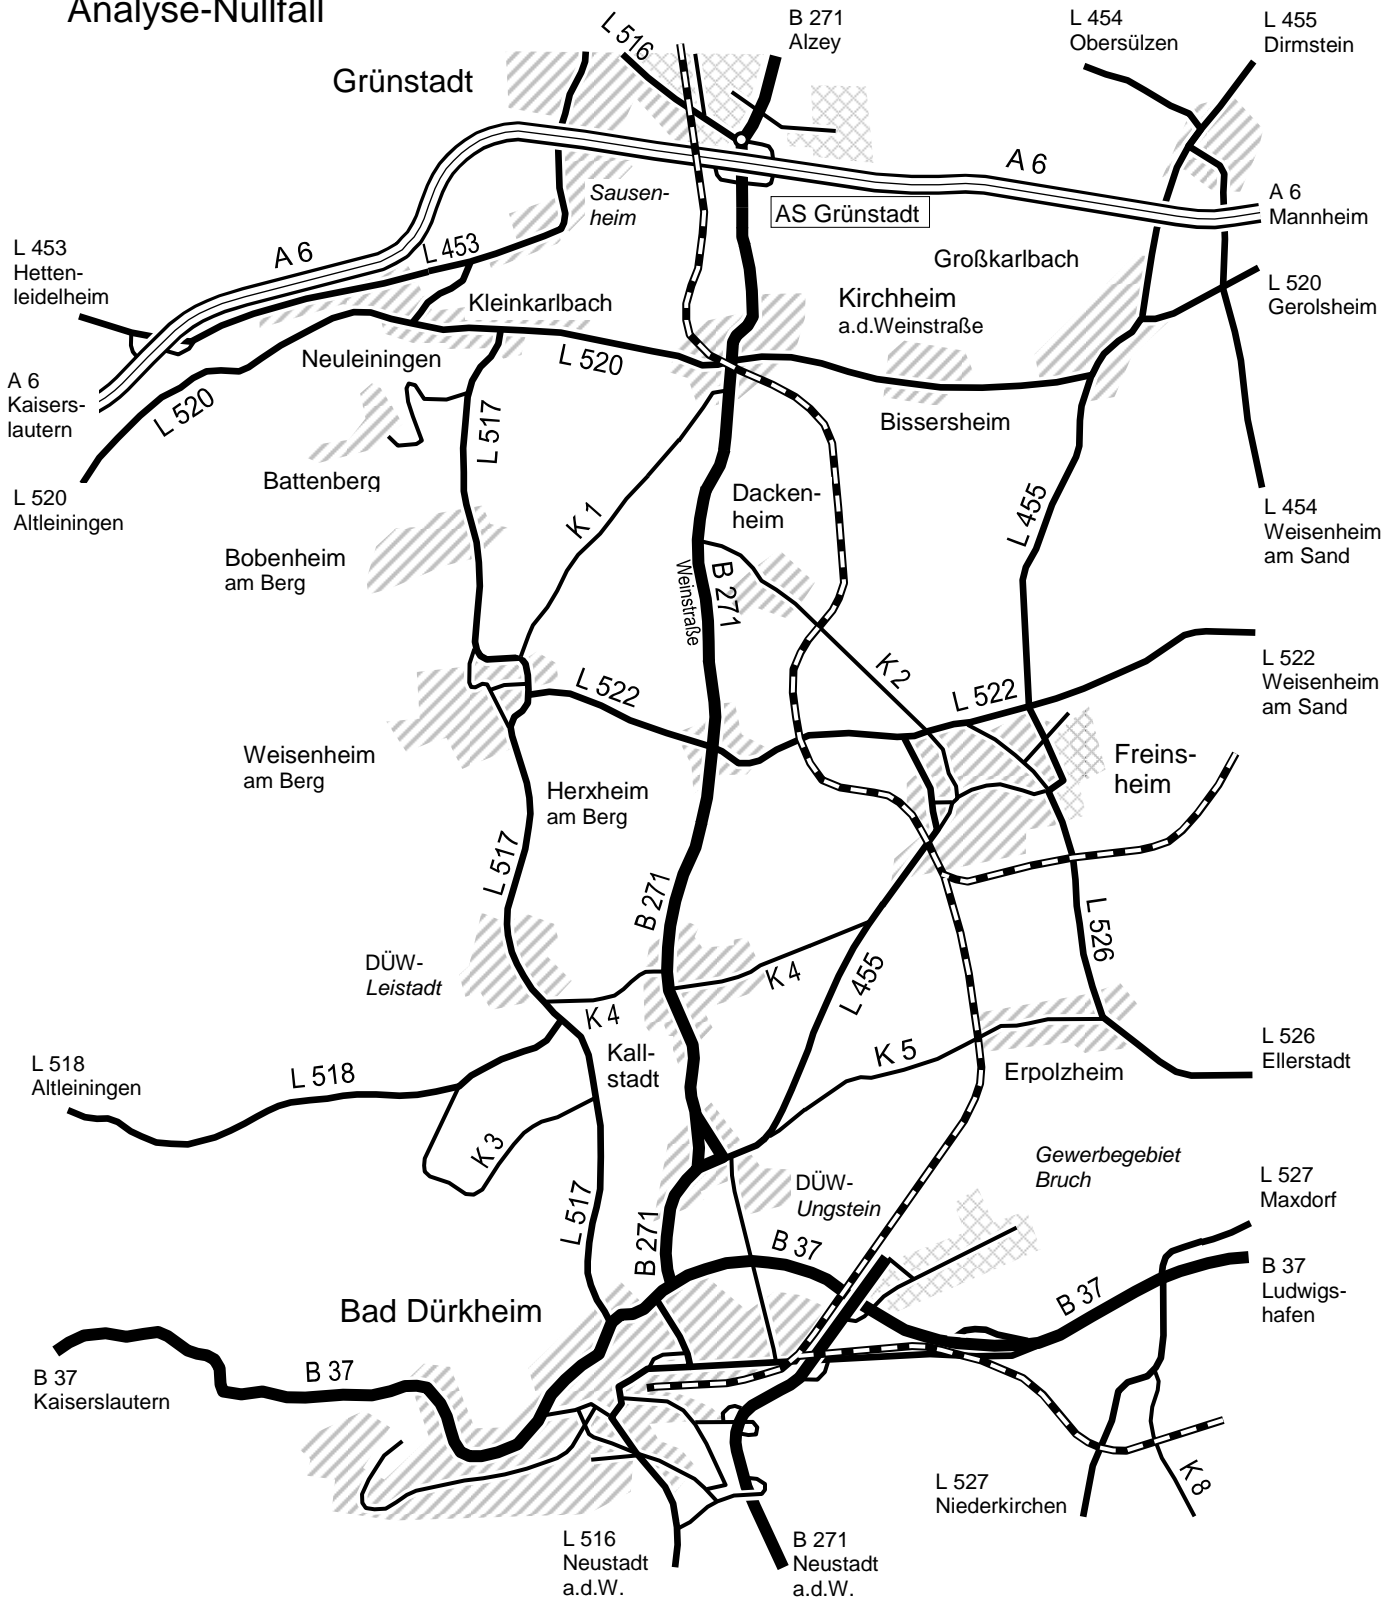 Analyse-Nullfall
L 516
B 271
Alzey
L 454
Obersülzen
L 455
Dirmstein
Grünstadt
A 6
A 6
Mannheim
Sausen-
heim
AS Grünstadt
L 453
Hetten-
leidelheim
A 6
L 453
Großkarlbach
L 520
Gerolsheim
Kleinkarlbach
Kirchheim
a.d.Weinstraße
Neuleiningen
L 520
A 6
Kaisers-
lautern
L 520
L 517
Bissersheim
Battenberg
L 520
Altleiningen
Dacken-
heim
K 1
L 455
L 454
Weisenheim
am Sand
Bobenheim
am Berg
Weinstraße
B 271
K 2
L 522
L 522
L 522
Weisenheim
am Sand
Weisenheim
am Berg
Freins-
heim
Herxheim
am Berg
L 517
B 271
L 526
DÜW-
Leistadt
K 4
L 455
K 4
Kall-
stadt
K 5
L 526
Ellerstadt
L 518
Altleiningen
L 518
Erpolzheim
K 3
Gewerbegebiet
Bruch
L 527
Maxdorf
DÜW-
Ungstein
L 517
B 271
B 37
B 37
Ludwigs-
hafen
B 37
Bad Dürkheim
B 37
Kaiserslautern
B 37
L 527
Niederkirchen
K 8
L 516
Neustadt
a.d.W.
B 271
Neustadt
a.d.W.